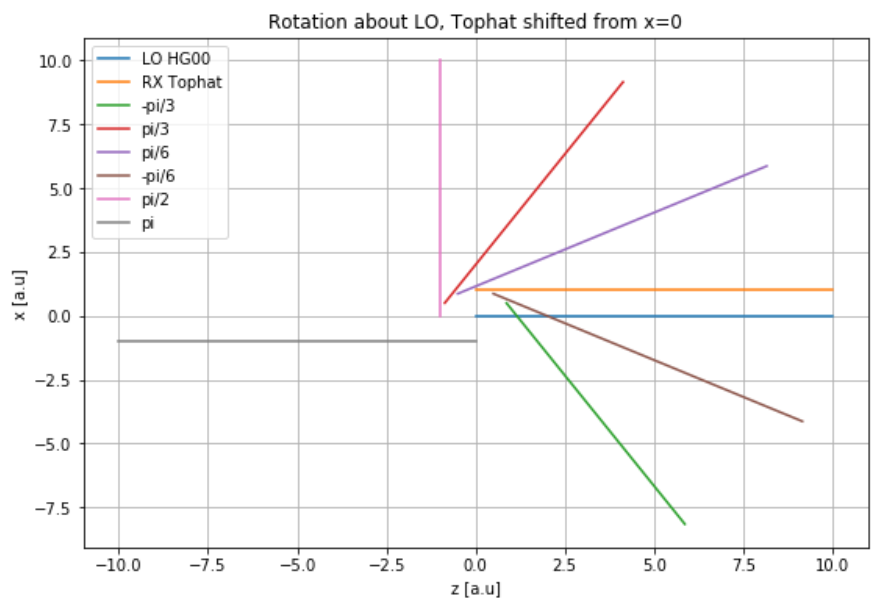 Rotation about LO, Tophat shifted from x=0
LO HG00
RX Tophat
-pi/3
pi/3
pi/6
-pi/6
pi/2
pi
10.0
7.5
5.0
2.5
0.0
−2.5
−5.0
−7.5
x [a.u]
−10.0 −7.5 −5.0 −2.5 0.0 2.5 5.0 7.5 10.0
z [a.u]